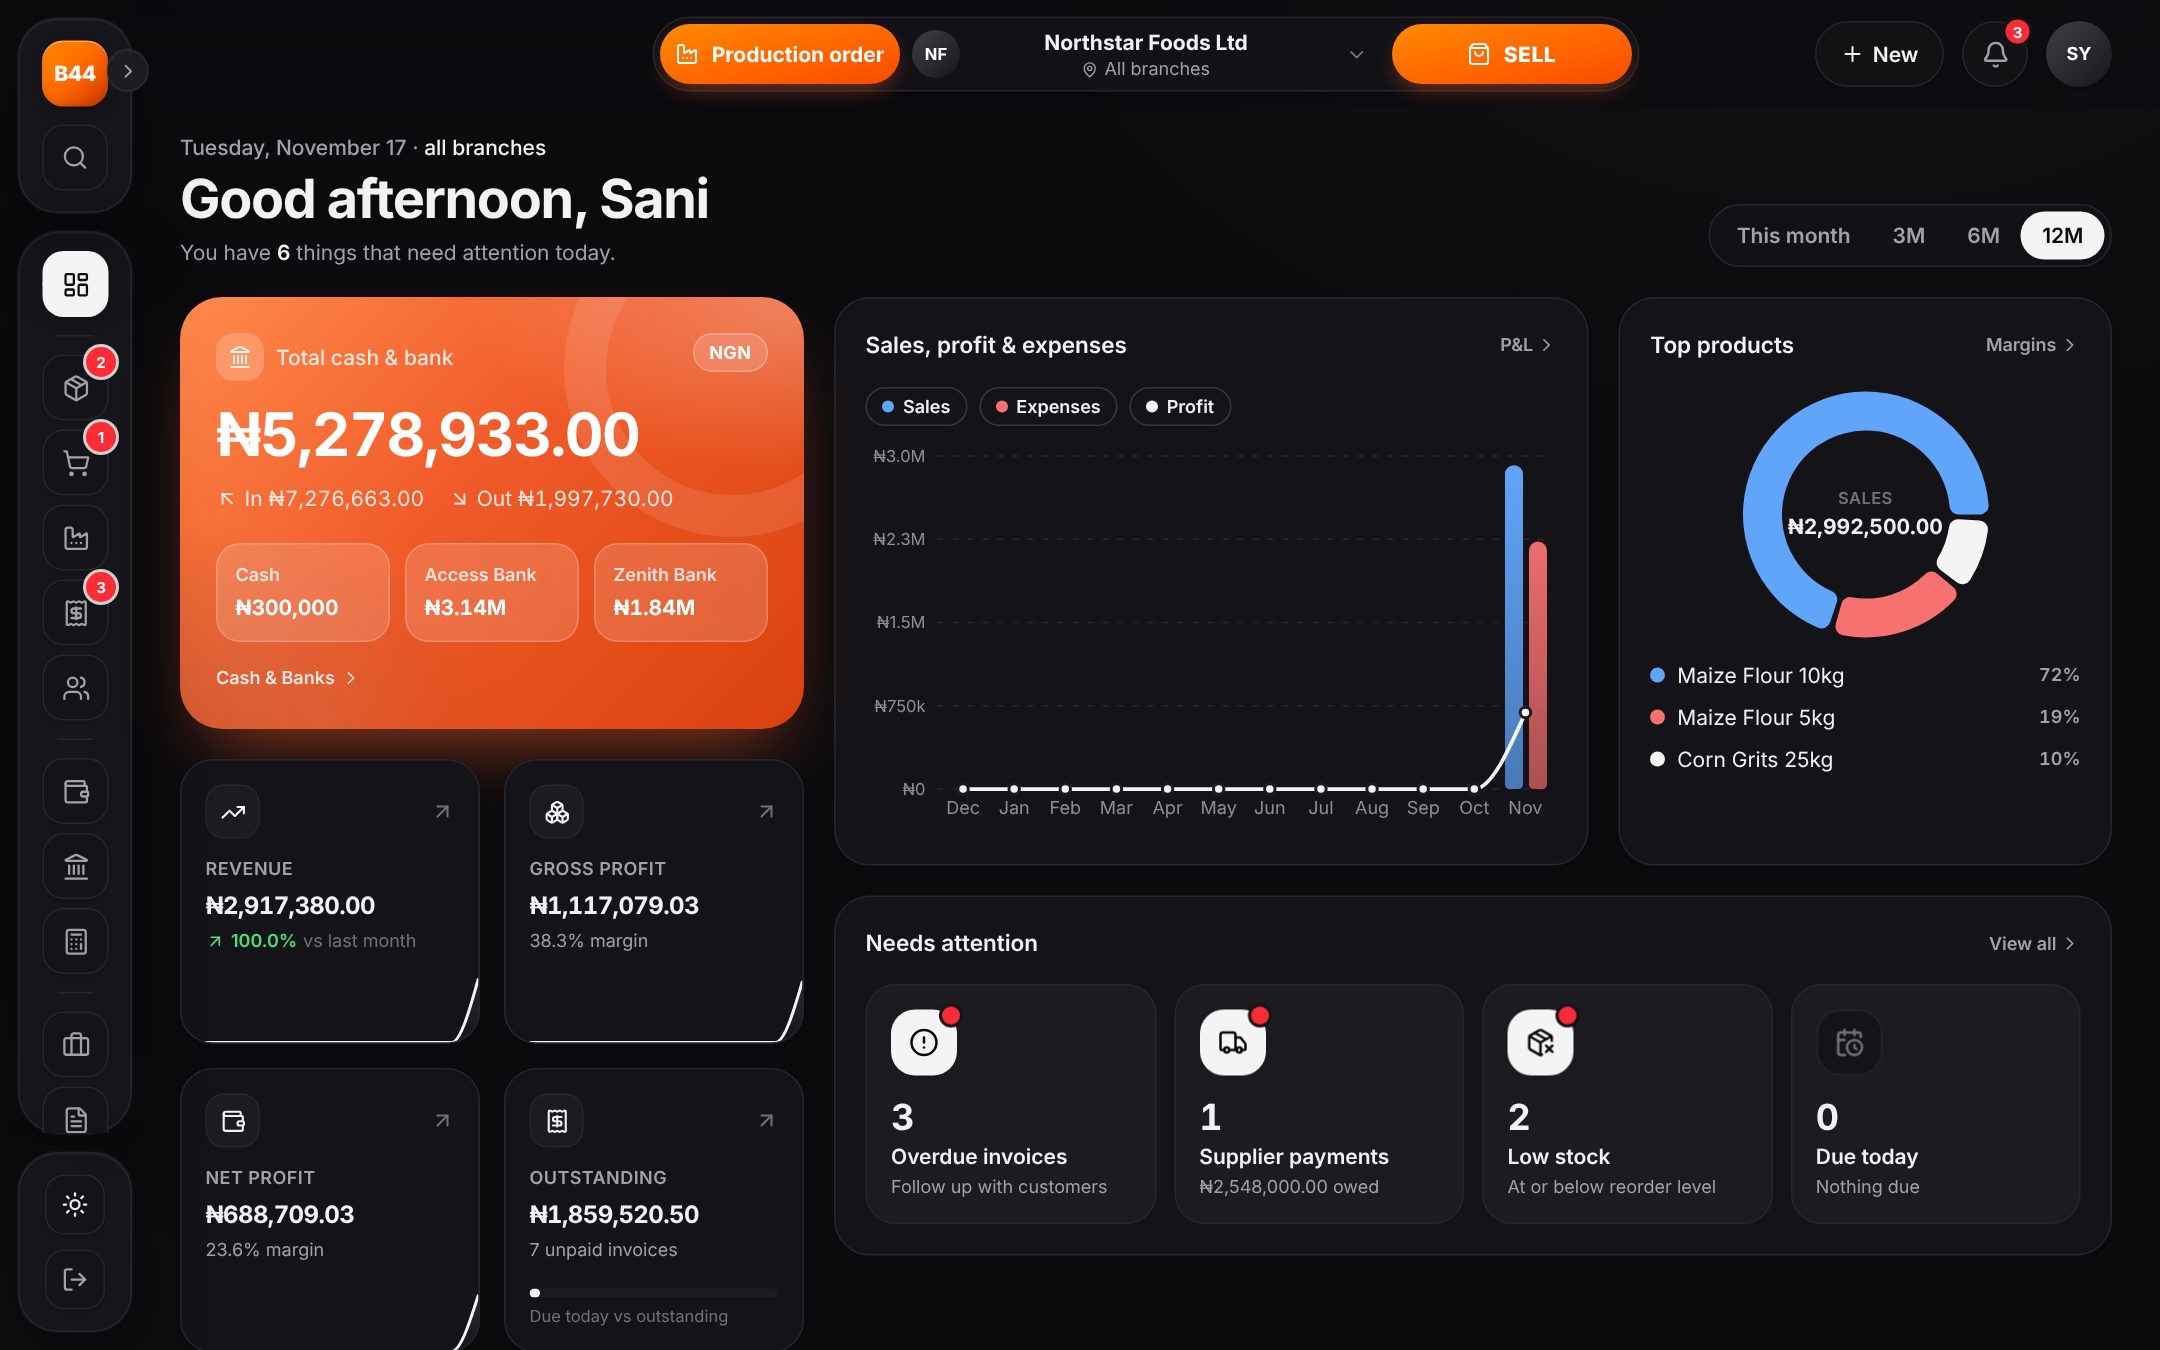 B44
Production order
NF
Northstar Foods Ltd
All branches
SELL
New
3
SY
Tuesday, November 17 · all branches
Good afternoon, Sani
You have 6 things that need attention today.
This month
3M
6M
12M
2
1
3
Total cash & bank
NGN
₦5,278,933.00
In ₦7,276,663.00
Out ₦1,997,730.00
Cash
₦300,000
Access Bank
₦3.14M
Zenith Bank
₦1.84M
Cash & Banks
Sales, profit & expenses
P&L
Sales
Expenses
Profit
₦3.0M
₦2.3M
₦1.5M
₦750k
₦0
Dec Jan Feb Mar Apr May Jun Jul Aug Sep Oct Nov
Top products
Margins
SALES
₦2,992,500.00
Maize Flour 10kg
72%
Maize Flour 5kg
19%
Corn Grits 25kg
10%
REVENUE
₦2,917,380.00
100.0% vs last month
GROSS PROFIT
₦1,117,079.03
38.3% margin
NET PROFIT
₦688,709.03
23.6% margin
OUTSTANDING
₦1,859,520.50
7 unpaid invoices
Due today vs outstanding
Needs attention
View all
3
Overdue invoices
Follow up with customers
1
Supplier payments
₦2,548,000.00 owed
2
Low stock
At or below reorder level
0
Due today
Nothing due